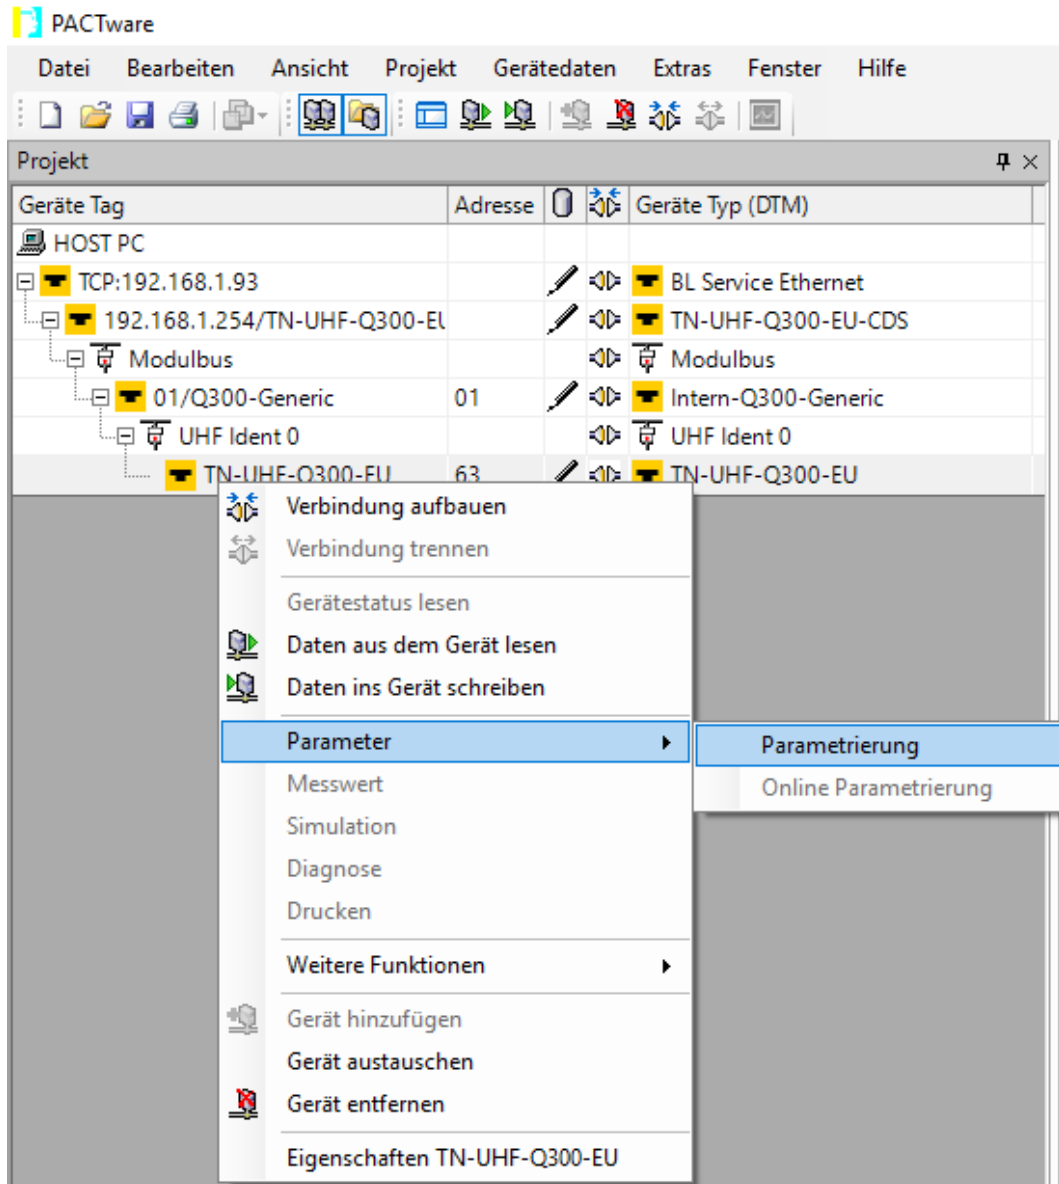 PACTware
Datei Bearbeiten Ansicht Projekt Gerätedaten Extras Fenster Hilfe
Projekt
Geräte Tag Adresse Geräte Typ (DTM)
HOST PC
TCP:192.168.1.93 BL Service Ethernet
192.168.1.254/TN-UHF-Q300-EU TN-UHF-Q300-EU-CDS
Modulbus Modulbus
01/Q300-Generic 01 Intern-Q300-Generic
UHF Ident 0 UHF Ident 0
TN-UHF-Q300-EU 63 TN-UHF-Q300-EU
Verbindung aufbauen
Verbindung trennen
Gerätestatus lesen
Daten aus dem Gerät lesen
Daten ins Gerät schreiben
Parameter Parametrierung
Messwert Online Parametrierung
Simulation
Diagnose
Drucken
Weitere Funktionen
Gerät hinzufügen
Gerät austauschen
Gerät entfernen
Eigenschaften TN-UHF-Q300-EU